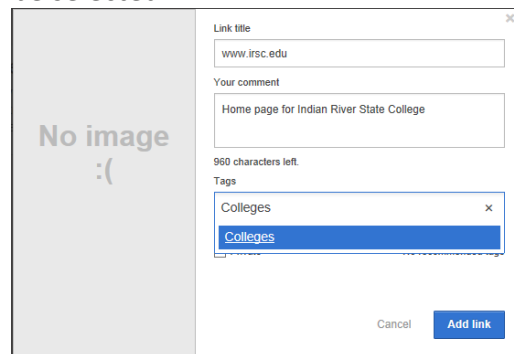 Link title
www.irsc.edu
Your comment
Home page for Indian River State College
No image
:(
960 characters left.
Tags
Colleges ×
Colleges
Cancel Add link